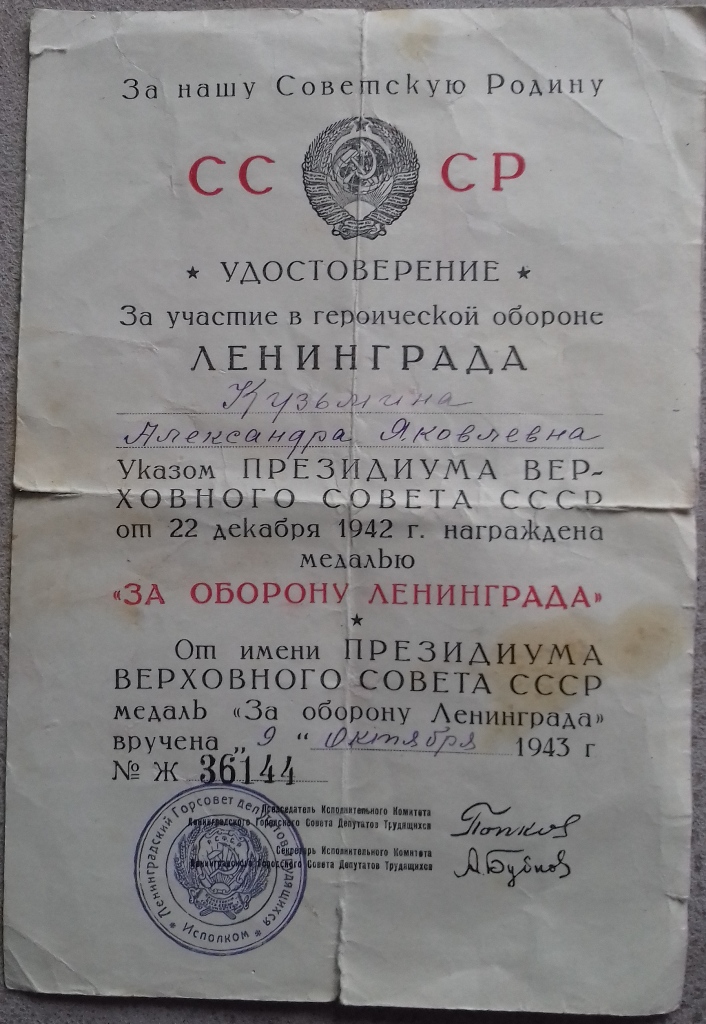 За нашу Советскую Родину
СС СР
★ УДОСТОВЕРЕНИЕ ★
За участие в героической обороне
ЛЕНИНГРАДА
Кузьмина
Александра Яковлевна
Указом ПРЕЗИДИУМА ВЕР-
ХОВНОГО СОВЕТА СССР
от 22 декабря 1942 г. награждена
медалью
«ЗА ОБОРОНУ ЛЕНИНГРАДА»
★
От имени ПРЕЗИДИУМА
ВЕРХОВНОГО СОВЕТА СССР
медаль «За оборону Ленинграда»
вручена „ 9 “ октября 1943 г
№ Ж 36144
Председатель Исполнительного Комитета
Ленинградского Городского Совета Депутатов Трудящихся
Попков
Секретарь Исполнительного Комитета
Ленинградского Городского Совета Депутатов Трудящихся
А Бубнов
Ленинградский Горсовет депутатов трудящихся
★ Исполком ★
РСФСР